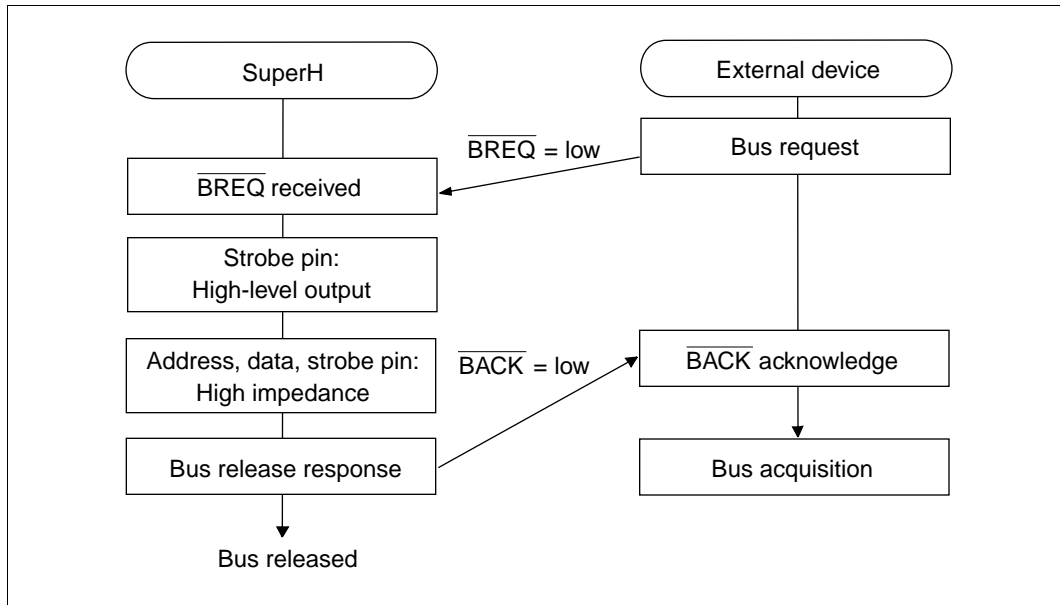 SuperH
External device
BREQ = low
Bus request
BREQ received
Strobe pin:
High-level output
Address, data, strobe pin:
High impedance
BACK = low
BACK acknowledge
Bus release response
Bus acquisition
Bus released